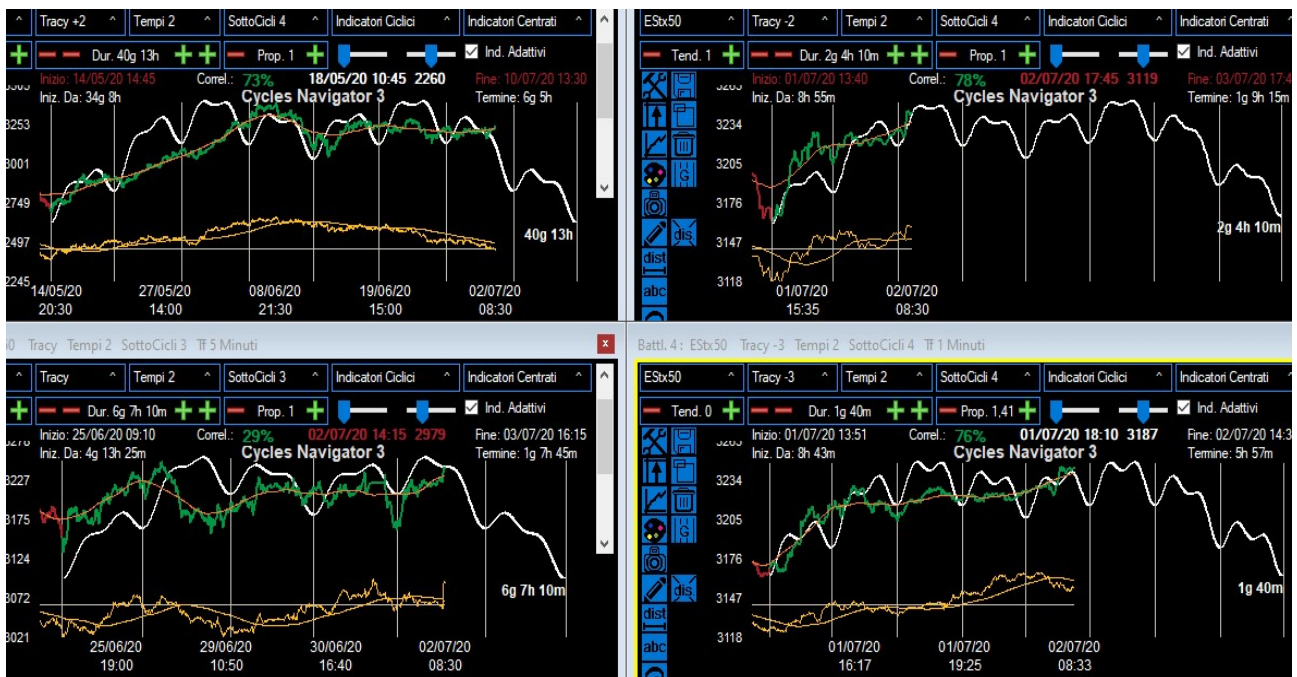 Tracy +2 ^ Tempi 2 ^ SottoCicli 4 ^ Indicatori Ciclici ^ Indicatori Centrati ^
Dur. 40g 13h Prop. 1 Ind. Adattivi
Inizio: 14/05/20 14:45 Correl.: 73% 18/05/20 10:45 2260 Fine: 10/07/20 13:30
Iniz. Da: 34g 8h Cycles Navigator 3 Termine: 6g 5h
3253
3001
2749
2497
2245
40g 13h
14/05/20 27/05/20 08/06/20 19/06/20 02/07/20
20:30 14:00 21:30 15:00 08:30
EStx50 ^ Tracy -2 ^ Tempi 2 ^ SottoCicli 4 ^ Indicatori Ciclici ^ Indicatori Centrati ^
Tend. 1 Dur. 2g 4h 10m Prop. 1 Ind. Adattivi
Inizio: 01/07/20 13:40 Correl.: 78% 02/07/20 17:45 3119 Fine: 03/07/20 17:4
Iniz. Da: 8h 55m Cycles Navigator 3 Termine: 1g 9h 15m
3234
3205
3176
3147
3118
G
dis
dist
abc
2g 4h 10m
01/07/20 02/07/20
15:35 08:30
0 Tracy Tempi 2 SottoCicli 3 Tf 5 Minuti x
Tracy ^ Tempi 2 ^ SottoCicli 3 ^ Indicatori Ciclici ^ Indicatori Centrati ^
Dur. 6g 7h 10m Prop. 1 Ind. Adattivi
Inizio: 25/06/20 09:10 Correl.: 29% 02/07/20 14:15 2979 Fine: 03/07/20 16:15
Iniz. Da: 4g 13h 25m Cycles Navigator 3 Termine: 1g 7h 45m
3227
3175
3124
3072
3021
6g 7h 10m
25/06/20 29/06/20 30/06/20 02/07/20
19:00 10:50 16:40 08:30
Battl. 4 : EStx50 Tracy -3 Tempi 2 SottoCicli 4 Tf 1 Minuti
EStx50 ^ Tracy -3 ^ Tempi 2 ^ SottoCicli 4 ^ Indicatori Ciclici ^ Indicatori Centrati ^
Tend. 0 Dur. 1g 40m Prop. 1,41 Ind. Adattivi
Inizio: 01/07/20 13:51 Correl.: 76% 01/07/20 18:10 3187 Fine: 02/07/20 14:3
Iniz. Da: 8h 43m Cycles Navigator 3 Termine: 5h 57m
3234
3205
3176
3147
3118
G
dis
dist
abc
1g 40m
01/07/20 01/07/20 02/07/20
16:17 19:25 08:33